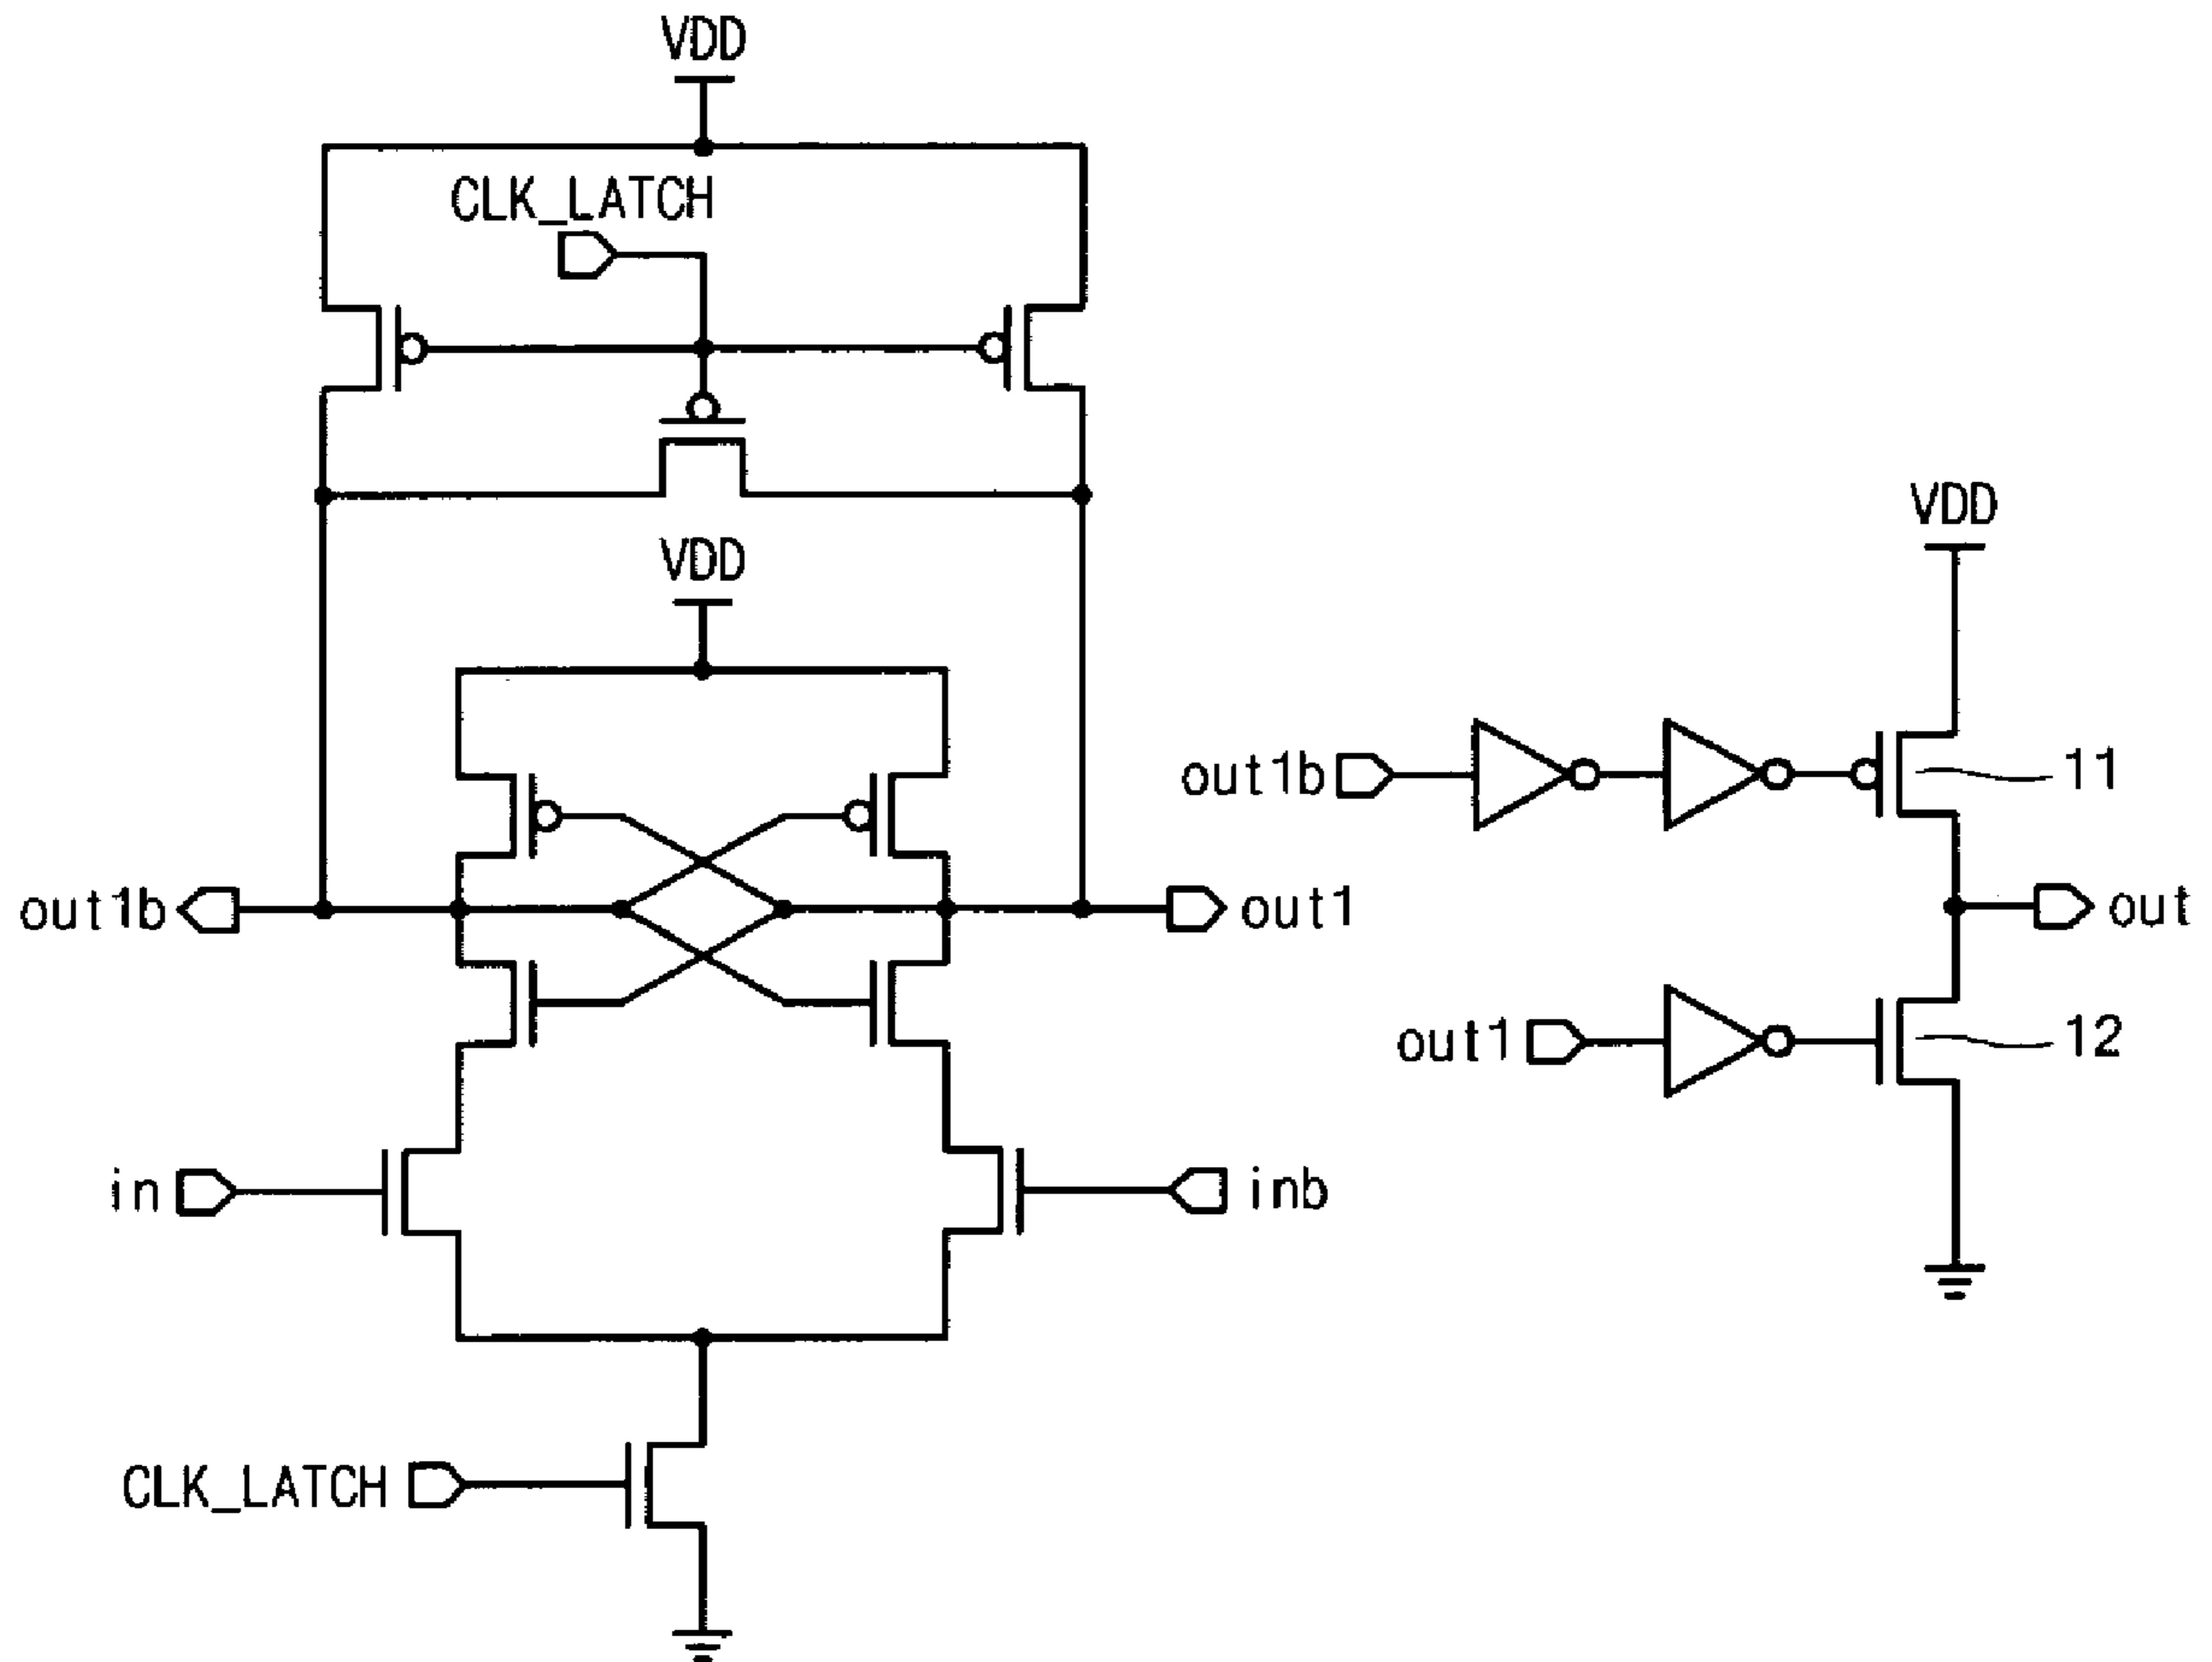 VDD
CLK_LATCH
VDD
VDD
out1b
11
out1b
out1
out
out1
12
in
inb
CLK_LATCH